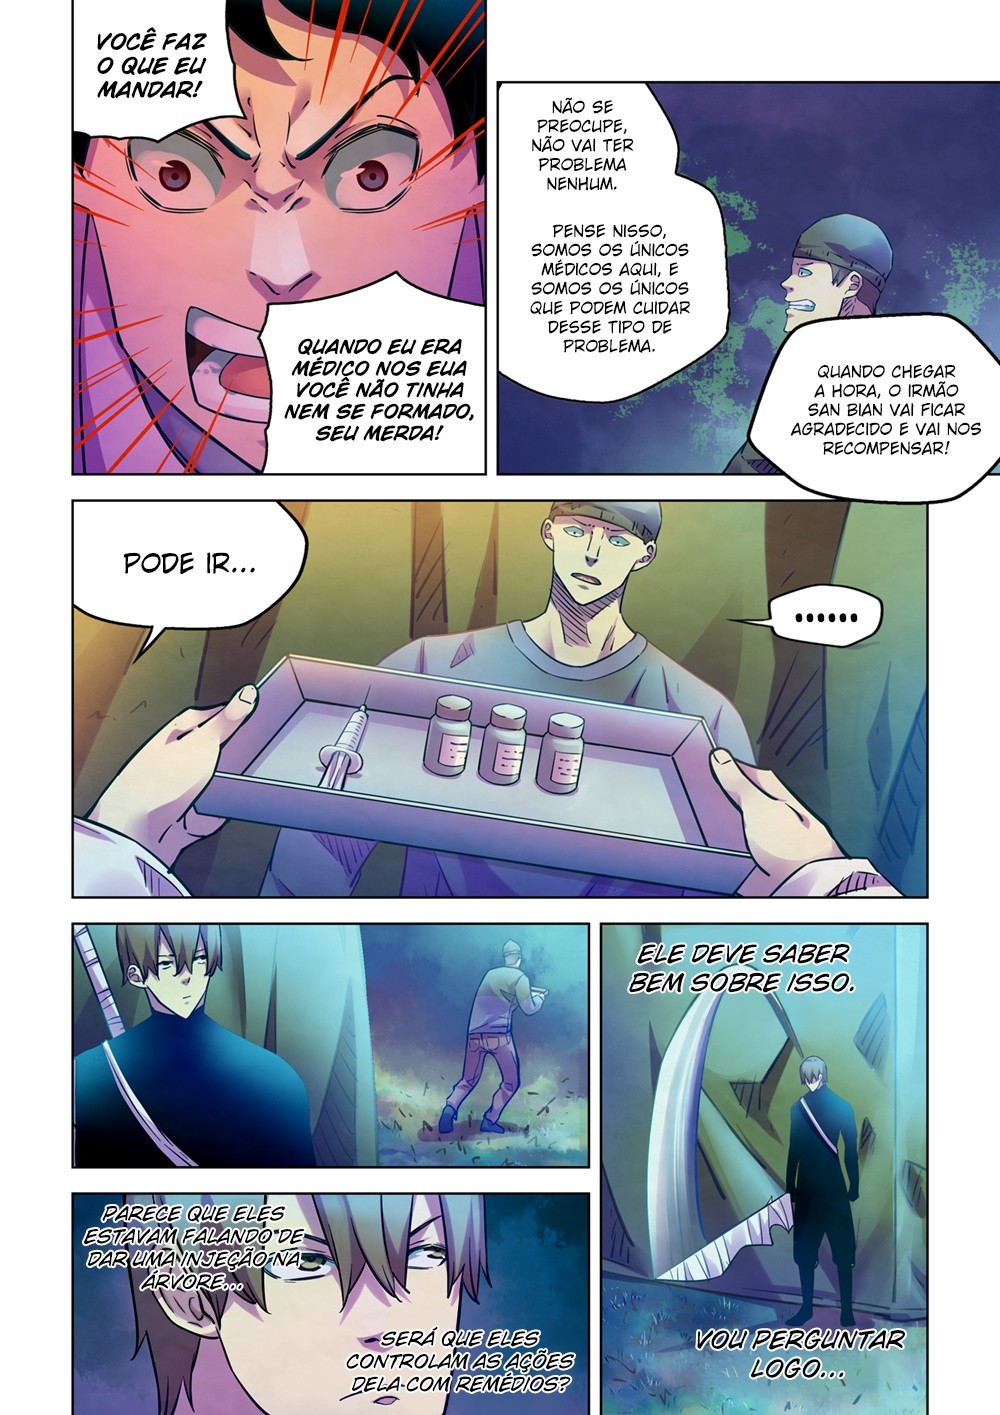 VOCÊ FAZ
O QUE EU
MANDAR!
QUANDO EU ERA
MÉDICO NOS EUA
VOCÊ NÃO TINHA
NEM SE FORMADO,
SEU MERDA!
NÃO SE
PREOCUPE,
NÃO VAI TER
PROBLEMA
NENHUM.
PENSE NISSO,
SOMOS OS ÚNICOS
MÉDICOS AQUI, E
SOMOS OS ÚNICOS
QUE PODEM CUIDAR
DESSE TIPO DE
PROBLEMA.
QUANDO CHEGAR
A HORA, O IRMÃO
SAN BIAN VAI FICAR
AGRADECIDO E VAI NOS
RECOMPENSAR!
PODE IR...
......
PARECE QUE ELES
ESTAVAM FALANDO DE
DAR UMA INJEÇÃO NA
ÁRVORE...
SERÁ QUE ELES
CONTROLAM AS AÇÕES
DELA COM REMÉDIOS?
ELE DEVE SABER
BEM SOBRE ISSO.
VOU PERGUNTAR
LOGO...